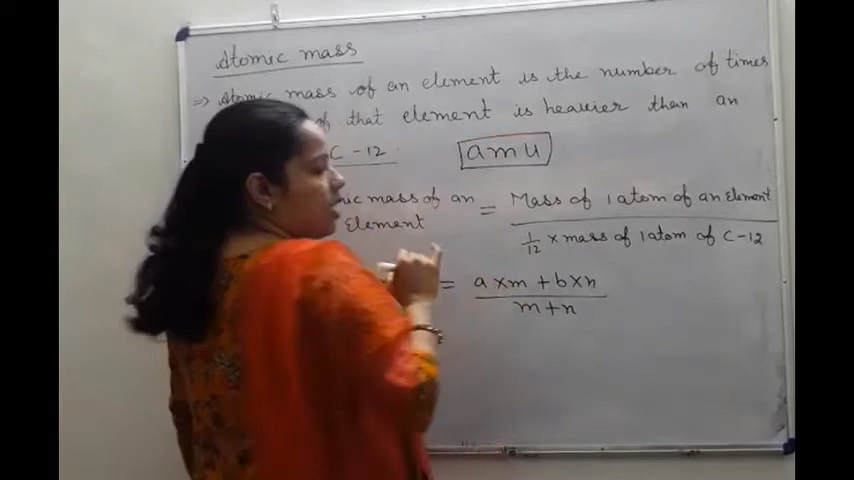 Atomic mass
⇒ Atomic mass of an element is the number of times
of that element is heavier than an
C-12
amu
mass of an Element = Mass of 1 atom of an Element / 1/12 × mass of 1 atom of C-12
= a×m + b×n / m+n